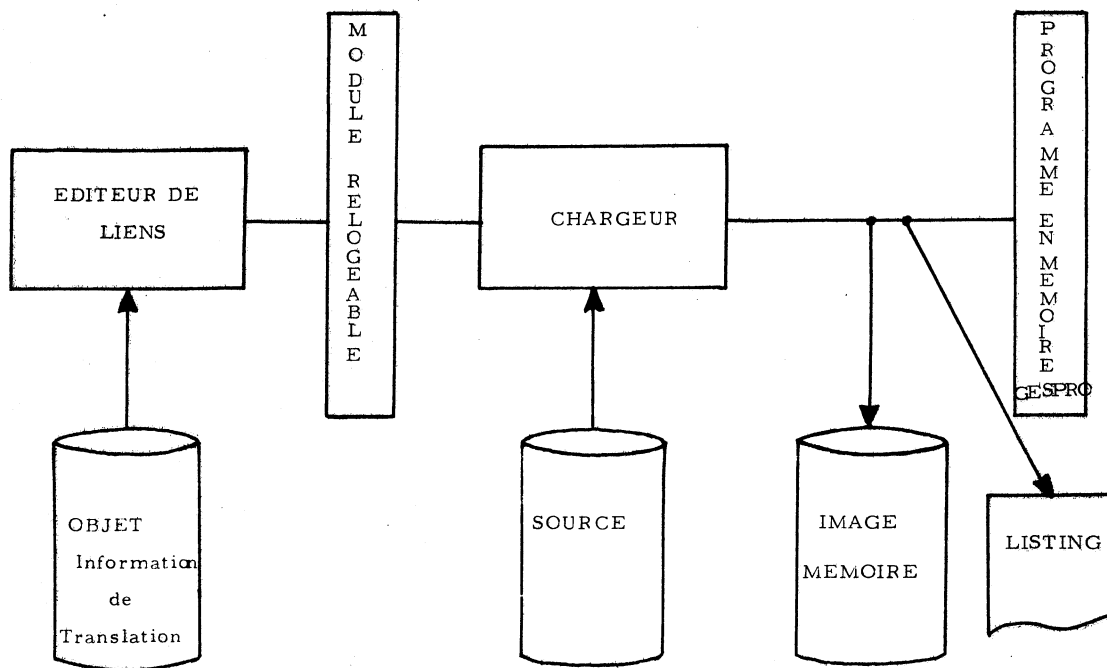 EDITEUR DE
LIENS
MODULE RELOGEABLE
CHARGEUR
PROGRAMME EN MEMOIRE
GESPRO
OBJET
Information
de
Translation
SOURCE
IMAGE
MEMOIRE
LISTING